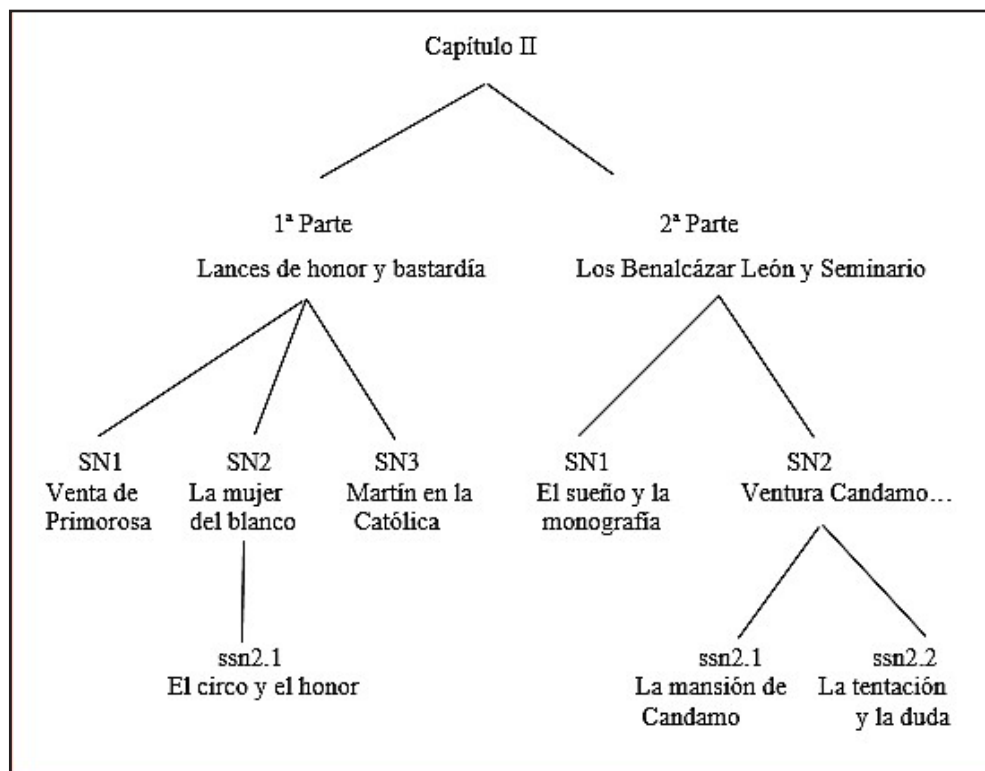 Capítulo II
1ª Parte
Lances de honor y bastardía
2ª Parte
Los Benalcázar León y Seminario
SN1
Venta de
Primorosa
SN2
La mujer
del blanco
SN3
Martín en la
Católica
SN1
El sueño y la
monografía
SN2
Ventura Candamo…
ssn2.1
El circo y el honor
ssn2.1
La mansión de
Candamo
ssn2.2
La tentación
y la duda